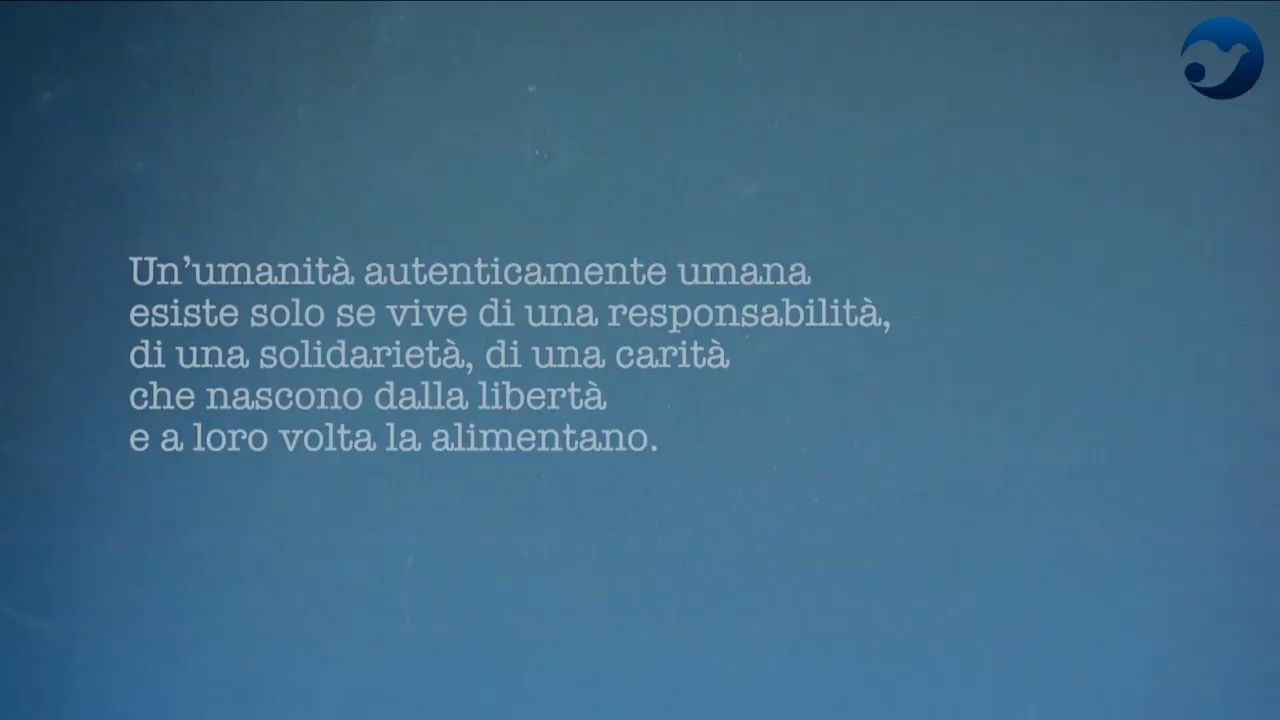 Un’umanità autenticamente umana
esiste solo se vive di una responsabilità,
di una solidarietà, di una carità
che nascono dalla libertà
e a loro volta la alimentano.